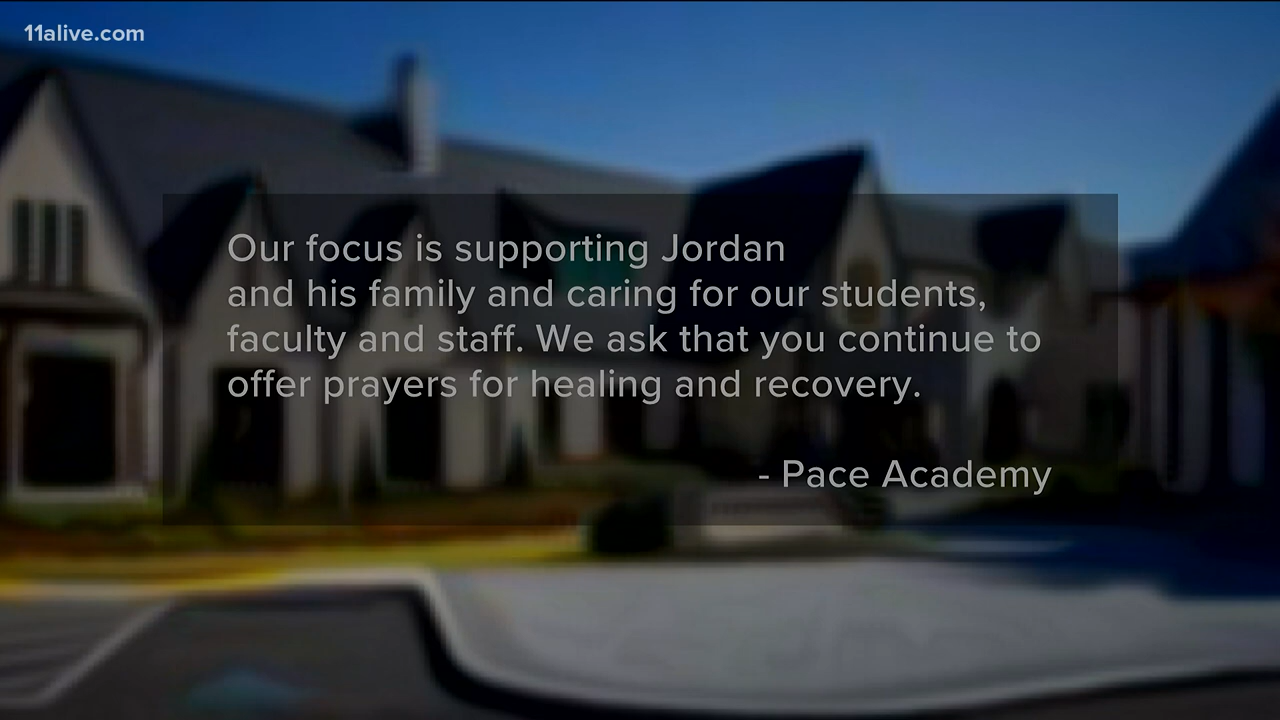 11alive.com
Our focus is supporting Jordan
and his family and caring for our students,
faculty and staff. We ask that you continue to
offer prayers for healing and recovery.
- Pace Academy